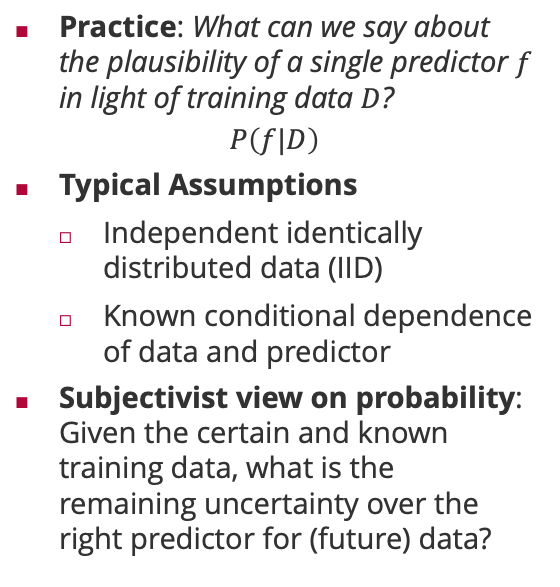 ▪ Practice: What can we say about
the plausibility of a single predictor f
in light of training data D?
P(f|D)
▪ Typical Assumptions
▫ Independent identically
distributed data (IID)
▫ Known conditional dependence
of data and predictor
▪ Subjectivist view on probability:
Given the certain and known
training data, what is the
remaining uncertainty over the
right predictor for (future) data?